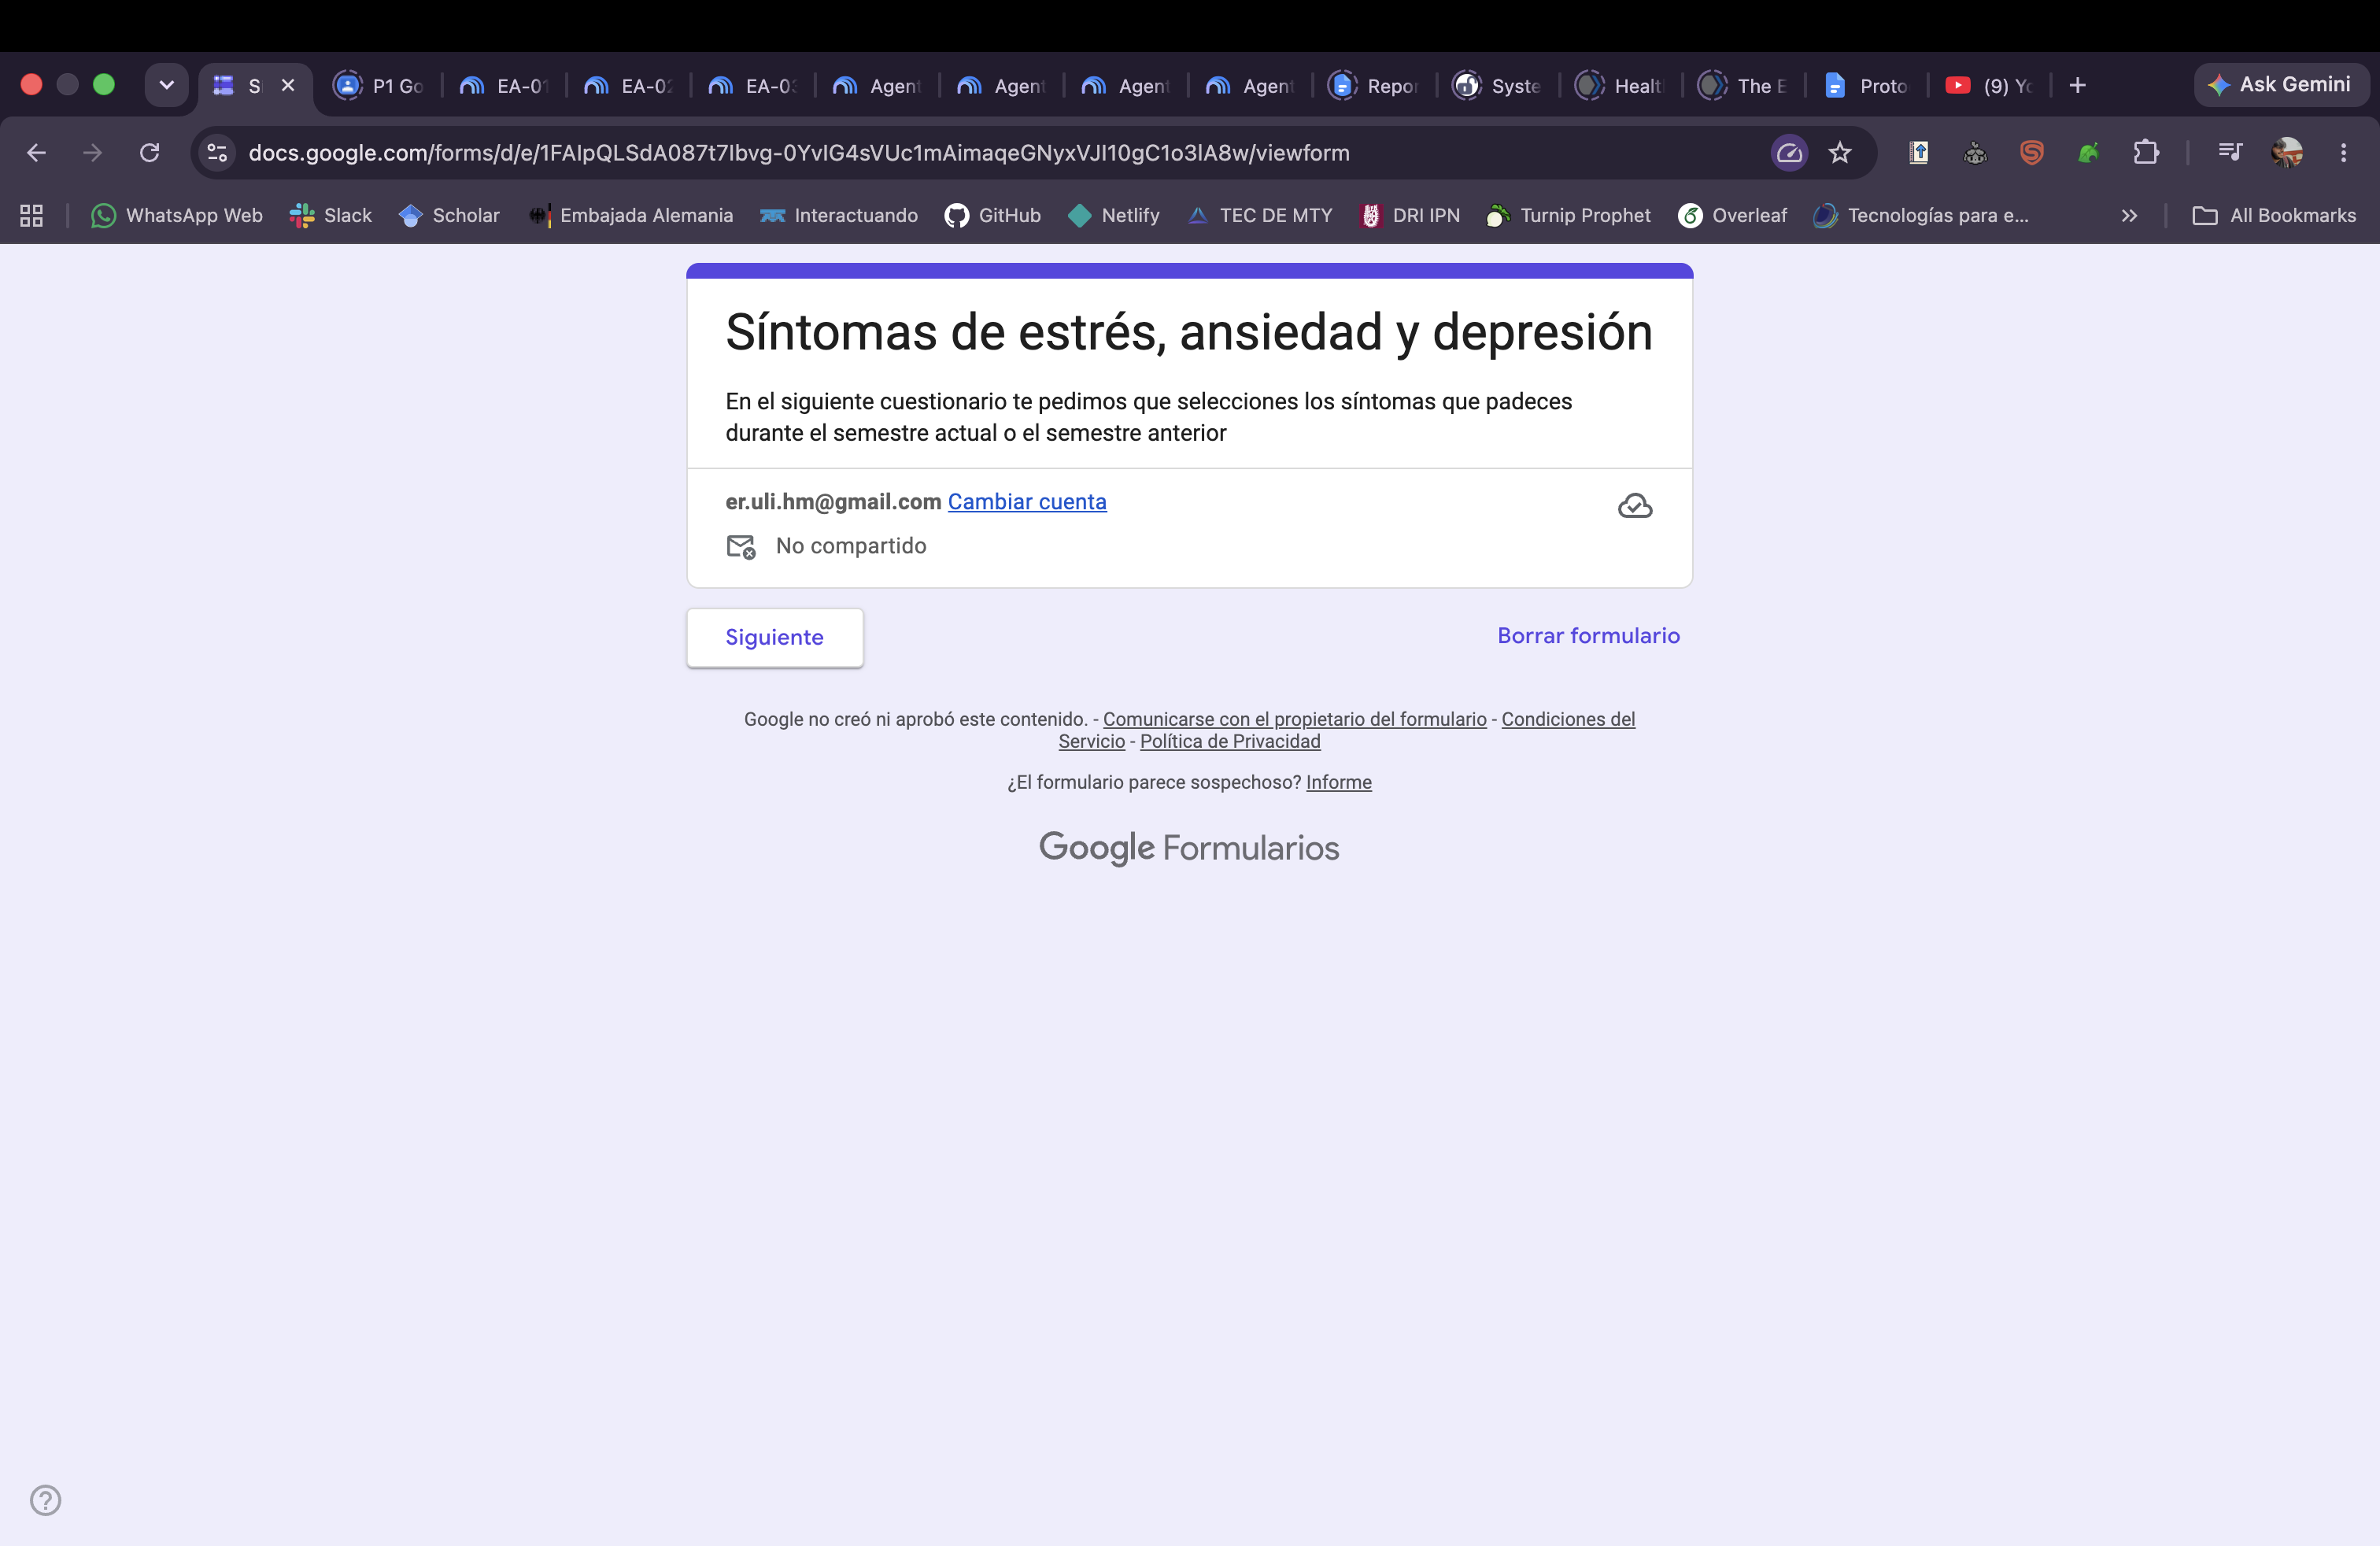 S
P1 Go
EA-01
EA-02
EA-03
Agent
Agent
Agent
Agent
Repor
Syste
Healt
The E
Proto
(9) Yo
Ask Gemini
docs.google.com/forms/d/e/1FAIpQLSdA087t7Ibvg-0YvIG4sVUc1mAimaqeGNyxVJI10gC1o3IA8w/viewform
WhatsApp Web
Slack
Scholar
Embajada Alemania
Interactuando
GitHub
Netlify
TEC DE MTY
DRI IPN
Turnip Prophet
Overleaf
Tecnologías para e...
All Bookmarks
Síntomas de estrés, ansiedad y depresión
En el siguiente cuestionario te pedimos que selecciones los síntomas que padeces
durante el semestre actual o el semestre anterior
er.uli.hm@gmail.com Cambiar cuenta
No compartido
Siguiente
Borrar formulario
Google no creó ni aprobó este contenido. - Comunicarse con el propietario del formulario - Condiciones del
Servicio - Política de Privacidad
¿El formulario parece sospechoso? Informe
Google Formularios